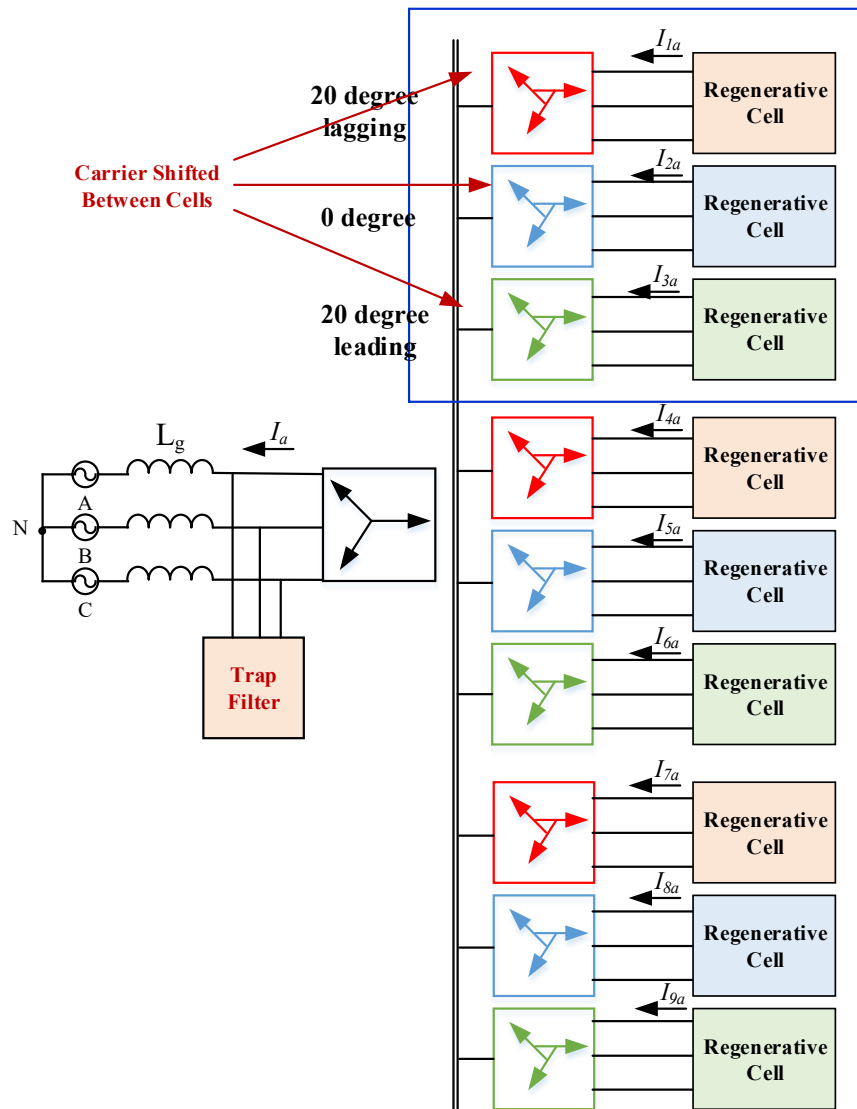 I1a
Regenerative
Cell
20 degree
lagging
I2a
Regenerative
Cell
Carrier Shifted
Between Cells
0 degree
I3a
Regenerative
Cell
20 degree
leading
I4a
Regenerative
Cell
Lg
Ia
A
N
B
C
I5a
Regenerative
Cell
I6a
Regenerative
Cell
Trap
Filter
I7a
Regenerative
Cell
I8a
Regenerative
Cell
I9a
Regenerative
Cell